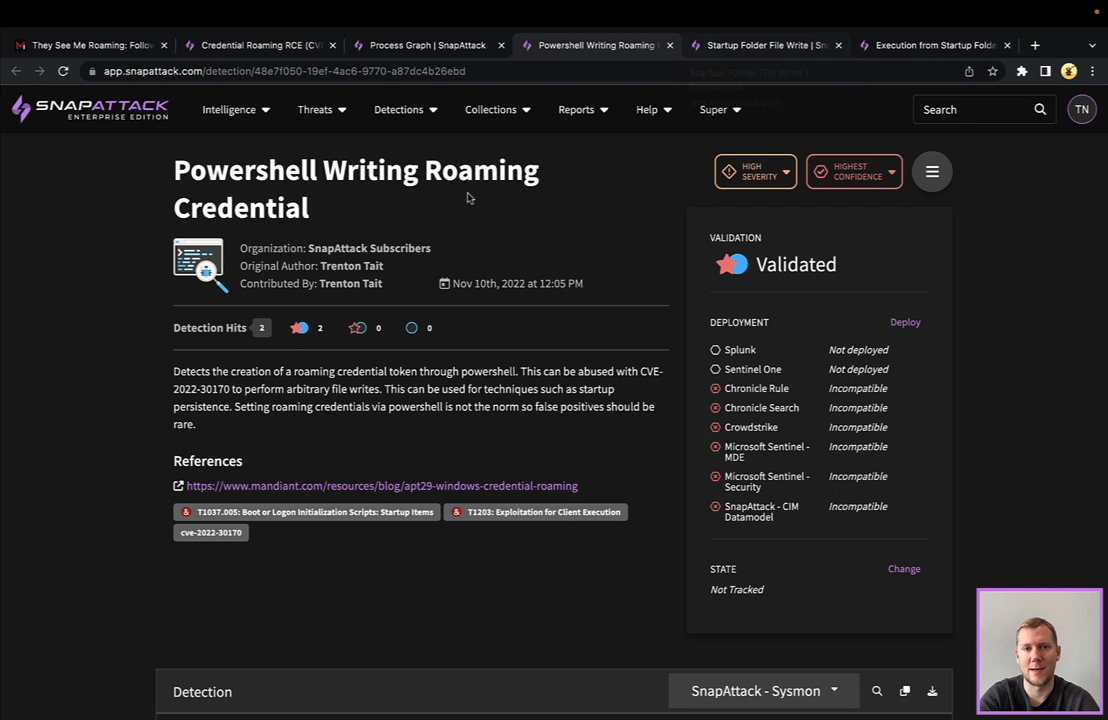 They See Me Roaming: Follow
Credential Roaming RCE (CV
Process Graph | SnapAttack
Powershell Writing Roaming
Startup Folder File Write | Sn
Execution from Startup Folde
app.snapattack.com/detection/48e7f050-19ef-4ac6-9770-a87dc4b26ebd
SNAPATTACK
ENTERPRISE EDITION
Intelligence
Threats
Detections
Collections
Reports
Help
Super
Search
TN
Powershell Writing Roaming
Credential
HIGH
SEVERITY
HIGHEST
CONFIDENCE
Organization: SnapAttack Subscribers
Original Author: Trenton Tait
Contributed By: Trenton Tait
Nov 10th, 2022 at 12:05 PM
Detection Hits 2 2 0 0
Detects the creation of a roaming credential token through powershell. This can be abused with CVE-
2022-30170 to perform arbitrary file writes. This can be used for techniques such as startup
persistence. Setting roaming credentials via powershell is not the norm so false positives should be
rare.
References
https://www.mandiant.com/resources/blog/apt29-windows-credential-roaming
T1037.005: Boot or Logon Initialization Scripts: Startup Items
T1203: Exploitation for Client Execution
cve-2022-30170
VALIDATION
Validated
DEPLOYMENT
Deploy
Splunk Not deployed
Sentinel One Not deployed
Chronicle Rule Incompatible
Chronicle Search Incompatible
Crowdstrike Incompatible
Microsoft Sentinel - Incompatible
MDE
Microsoft Sentinel - Incompatible
Security
SnapAttack - CIM Incompatible
Datamodel
STATE
Change
Not Tracked
Detection
SnapAttack - Sysmon